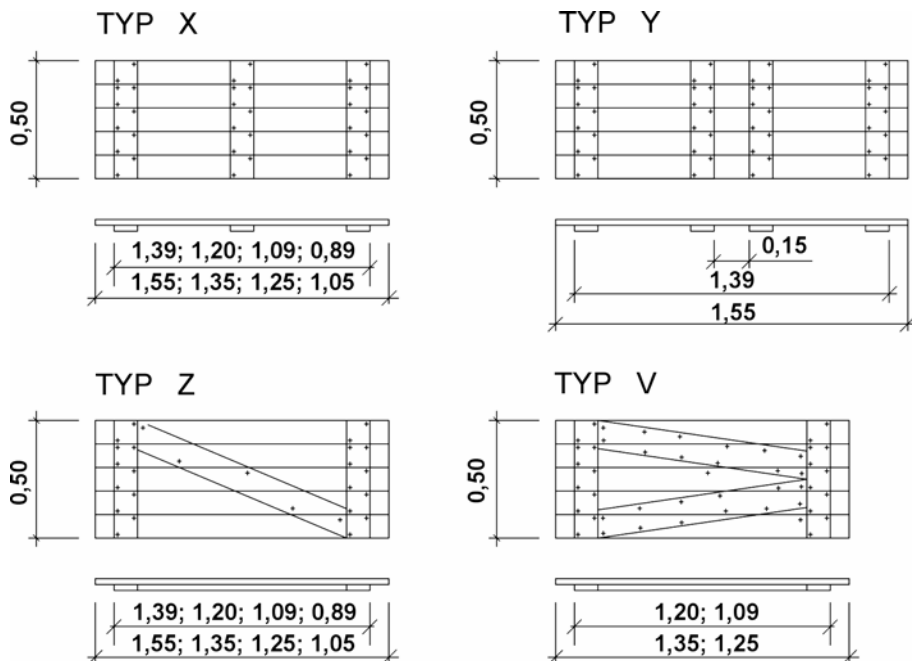 TYP X
0,50
1,39; 1,20; 1,09; 0,89
1,55; 1,35; 1,25; 1,05
TYP Y
0,50
0,15
1,39
1,55
TYP Z
0,50
1,39; 1,20; 1,09; 0,89
1,55; 1,35; 1,25; 1,05
TYP V
0,50
1,20; 1,09
1,35; 1,25